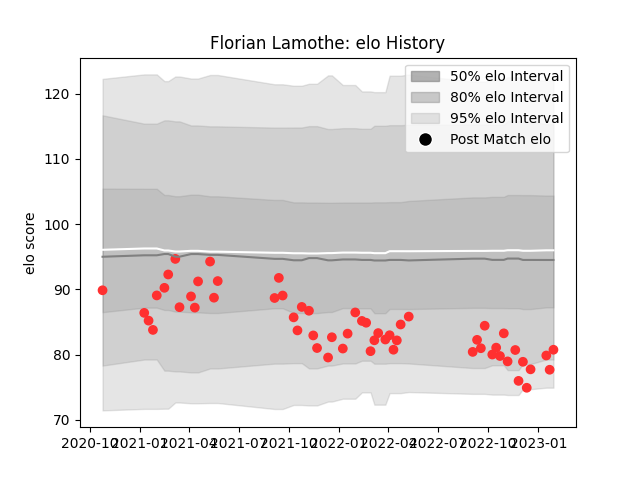 Florian Lamothe: elo History
50% elo Interval
80% elo Interval
95% elo Interval
Post Match elo
elo score
120
110
100
90
80
70
2020-10 2021-01 2021-04 2021-07 2021-10 2022-01 2022-04 2022-07 2022-10 2023-01